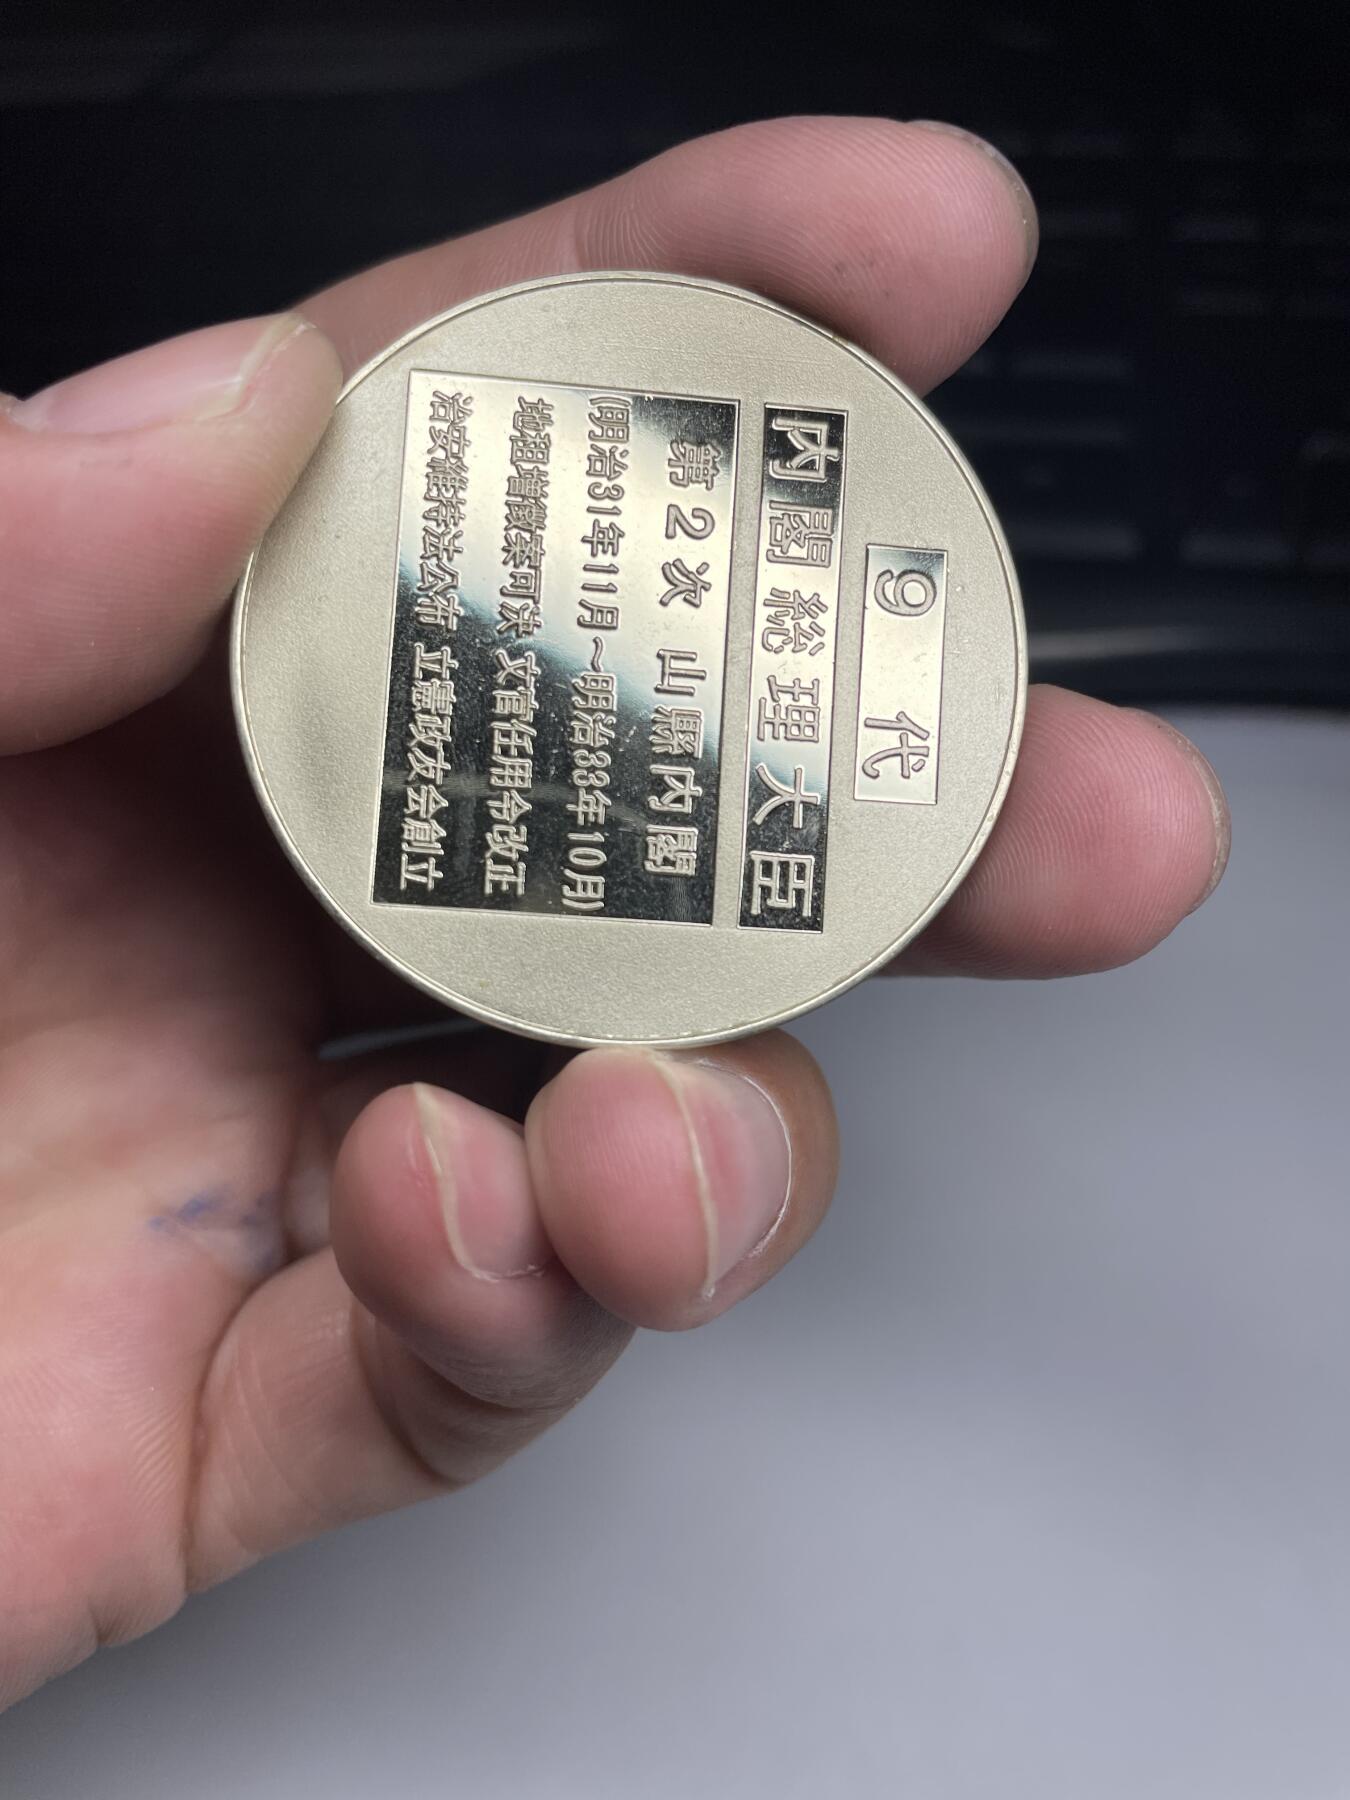 9代
内閣総理大臣
第2次 山縣内閣
(明治31年11月~明治33年10月)
地租増徴案可決 文官任用令改正
治安維持法公布 立憲政友会創立